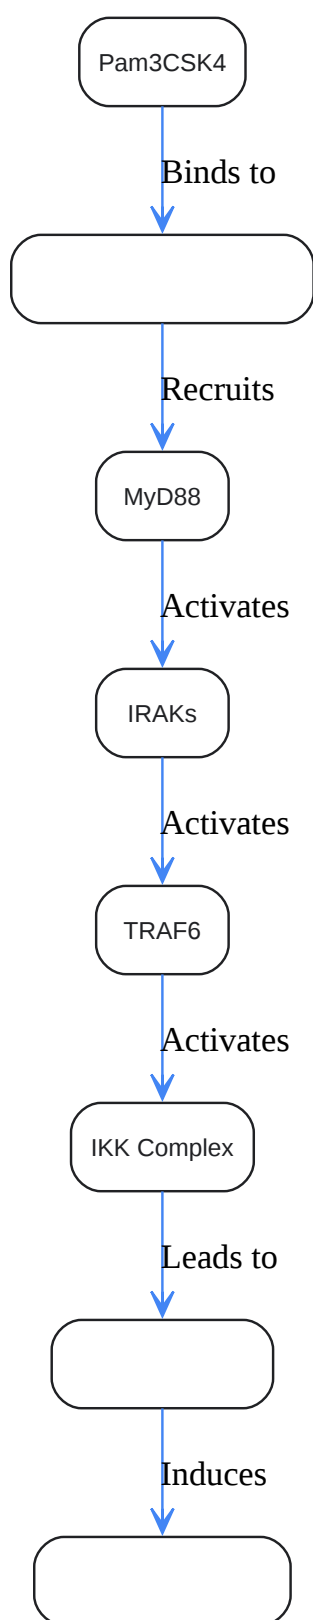 Pam3CSK4
Binds to
Recruits
MyD88
Activates
IRAKs
Activates
TRAF6
Activates
IKK Complex
Leads to
Induces